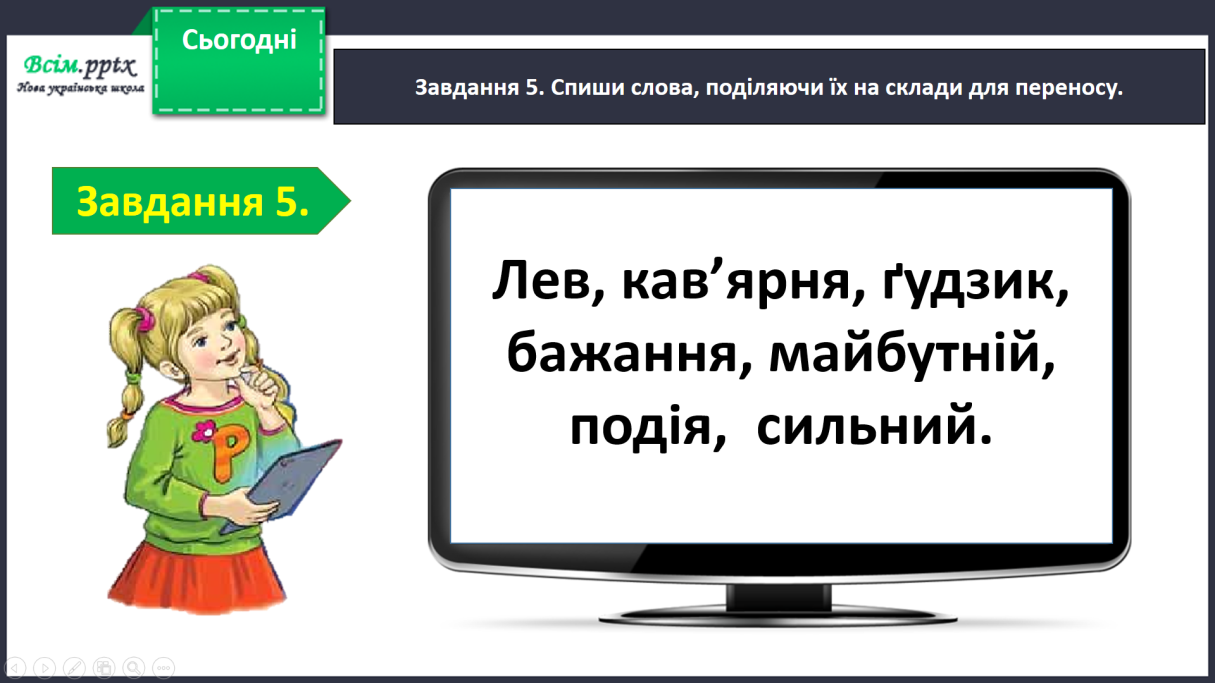 Сьогодні
Всім.pptx
Нова українська школа
Завдання 5. Спиши слова, поділяючи їх на склади для переносу.
Завдання 5.
Лев, кав’ярня, ґудзик,
бажання, майбутній,
подія, сильний.
Р